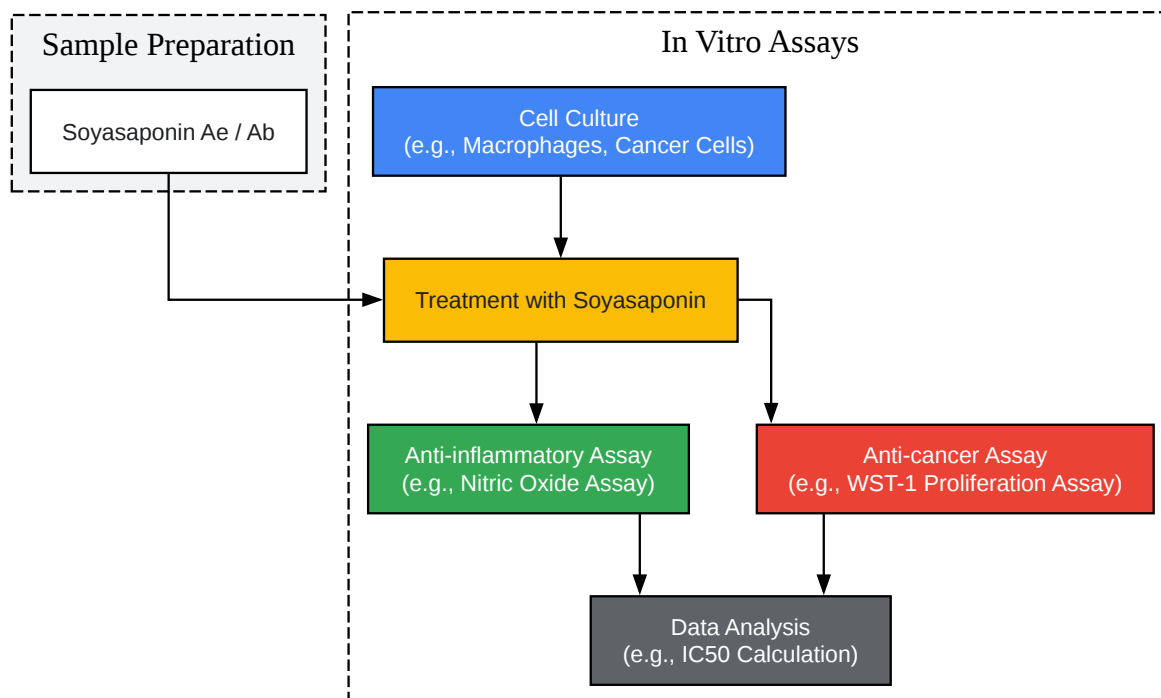 Sample Preparation
Soyasaponin Ae / Ab
In Vitro Assays
Cell Culture
(e.g., Macrophages, Cancer Cells)
Treatment with Soyasaponin
Anti-inflammatory Assay
(e.g., Nitric Oxide Assay)
Anti-cancer Assay
(e.g., WST-1 Proliferation Assay)
Data Analysis
(e.g., IC50 Calculation)